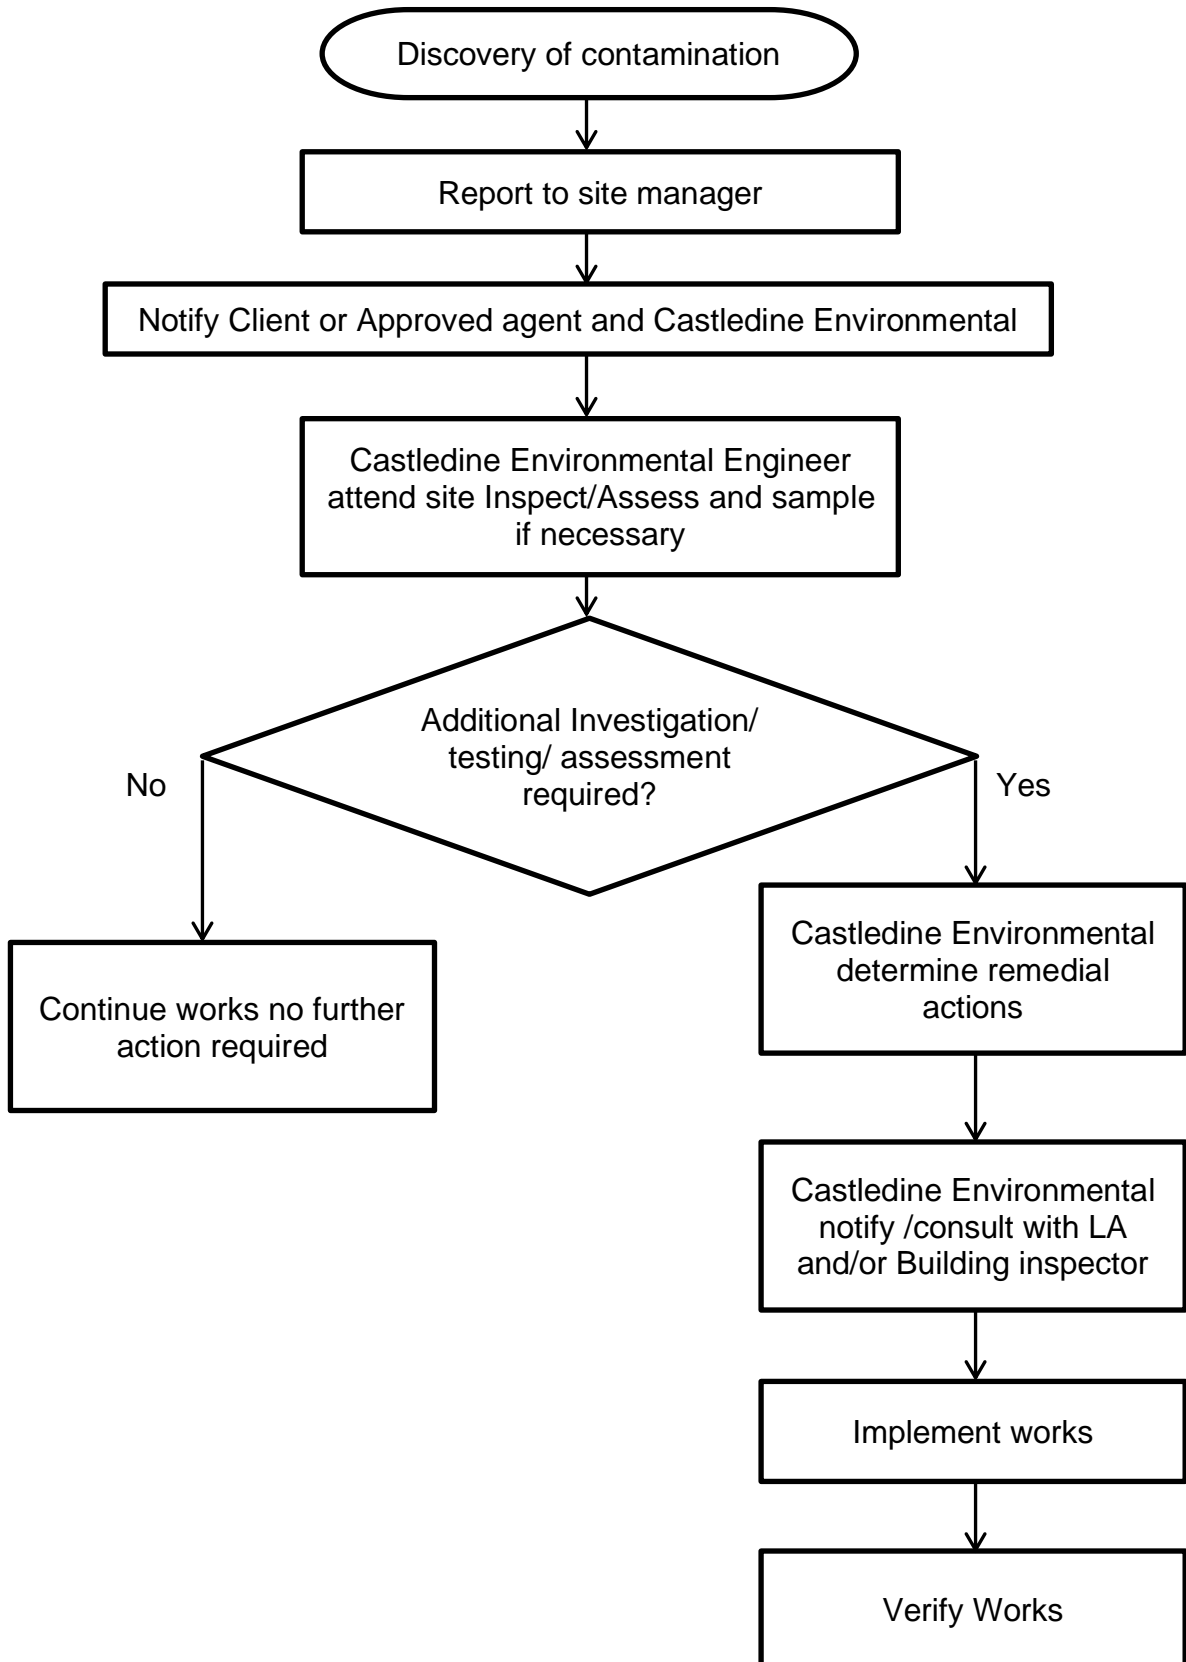 Discovery of contamination
Report to site manager
Notify Client or Approved agent and Castledine Environmental
Castledine Environmental Engineer
attend site Inspect/Assess and sample
if necessary
Additional Investigation/
testing/ assessment
required?
No
Yes
Continue works no further
action required
Castledine Environmental
determine remedial
actions
Castledine Environmental
notify /consult with LA
and/or Building inspector
Implement works
Verify Works